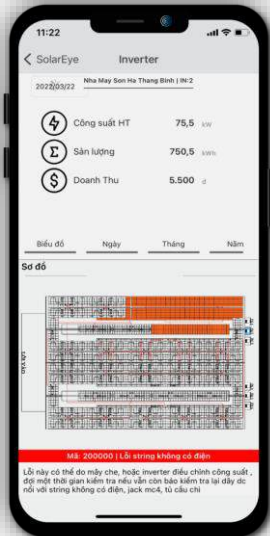 11:22
SolarEye Inverter
2022/03/22 Nha May Son Ha Thang Binh | IN:2
Công suất HT 75,5 kW
Sản lượng 750,5 kWh
Doanh Thu 5.500 đ
Biểu đồ Ngày Tháng Năm
Sơ đồ
Mã: 200000 | Lỗi string không có điện
Lỗi này có thể do mây che, hoặc inverter điều chỉnh công suất ,
đợi một thời gian kiểm tra nếu vẫn còn báo kiểm tra lại dây dc
nối với string không có điện, jack mc4, tủ cầu chì